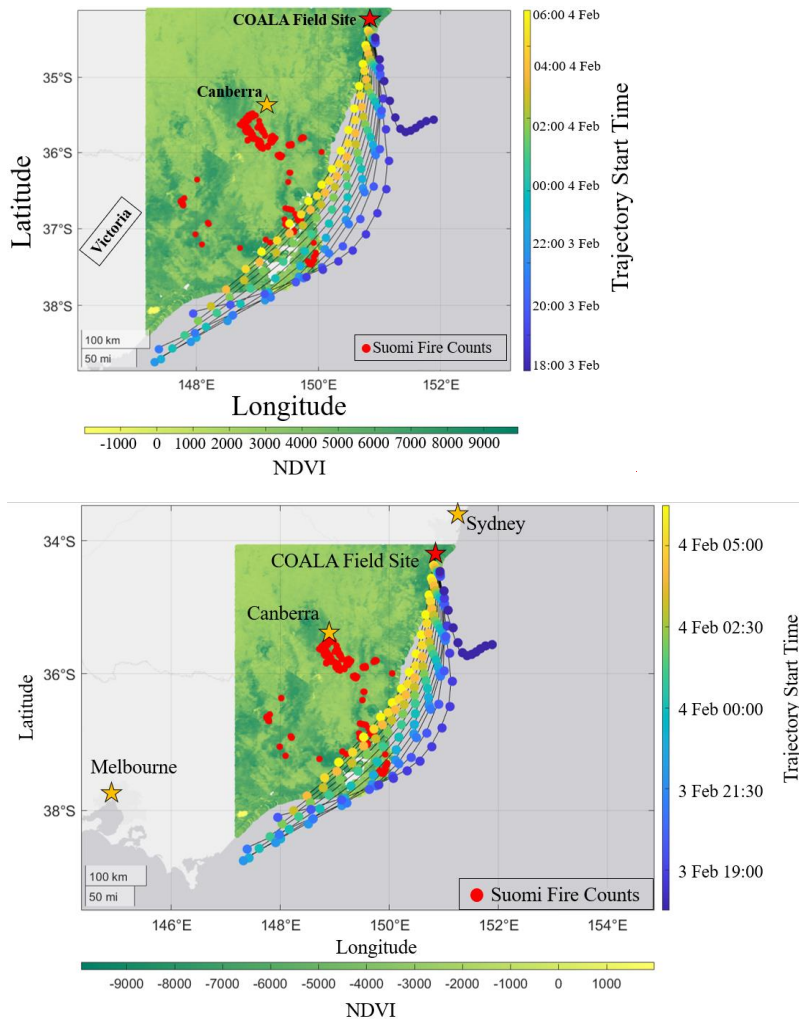 COALA Field Site
Canberra
Victoria
35°S
36°S
37°S
38°S
Latitude
100 km
50 mi
Suomi Fire Counts
148°E
150°E
152°E
Longitude
-1000 0 1000 2000 3000 4000 5000 6000 7000 8000 9000
NDVI
06:00 4 Feb
04:00 4 Feb
02:00 4 Feb
00:00 4 Feb
22:00 3 Feb
20:00 3 Feb
18:00 3 Feb
Trajectory Start Time
Sydney
COALA Field Site
Canberra
Melbourne
34°S
36°S
38°S
Latitude
100 km
50 mi
Suomi Fire Counts
146°E
148°E
150°E
152°E
154°E
Longitude
-9000 -8000 -7000 -6000 -5000 -4000 -3000 -2000 -1000 0 1000
NDVI
4 Feb 05:00
4 Feb 02:30
4 Feb 00:00
3 Feb 21:30
3 Feb 19:00
Trajectory Start Time